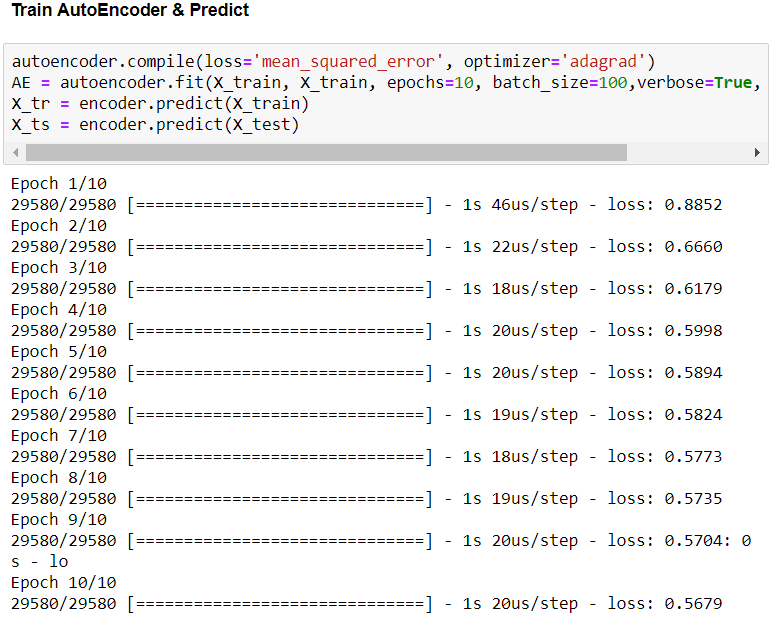 Train AutoEncoder & Predict
autoencoder.compile(loss='mean_squared_error', optimizer='adagrad')
AE = autoencoder.fit(X_train, X_train, epochs=10, batch_size=100,verbose=True,
X_tr = encoder.predict(X_train)
X_ts = encoder.predict(X_test)
Epoch 1/10
29580/29580 [==============================] - 1s 46us/step - loss: 0.8852
Epoch 2/10
29580/29580 [==============================] - 1s 22us/step - loss: 0.6660
Epoch 3/10
29580/29580 [==============================] - 1s 18us/step - loss: 0.6179
Epoch 4/10
29580/29580 [==============================] - 1s 20us/step - loss: 0.5998
Epoch 5/10
29580/29580 [==============================] - 1s 20us/step - loss: 0.5894
Epoch 6/10
29580/29580 [==============================] - 1s 19us/step - loss: 0.5824
Epoch 7/10
29580/29580 [==============================] - 1s 18us/step - loss: 0.5773
Epoch 8/10
29580/29580 [==============================] - 1s 19us/step - loss: 0.5735
Epoch 9/10
29580/29580 [==============================] - 1s 20us/step - loss: 0.5704: 0
s - lo
Epoch 10/10
29580/29580 [==============================] - 1s 20us/step - loss: 0.5679